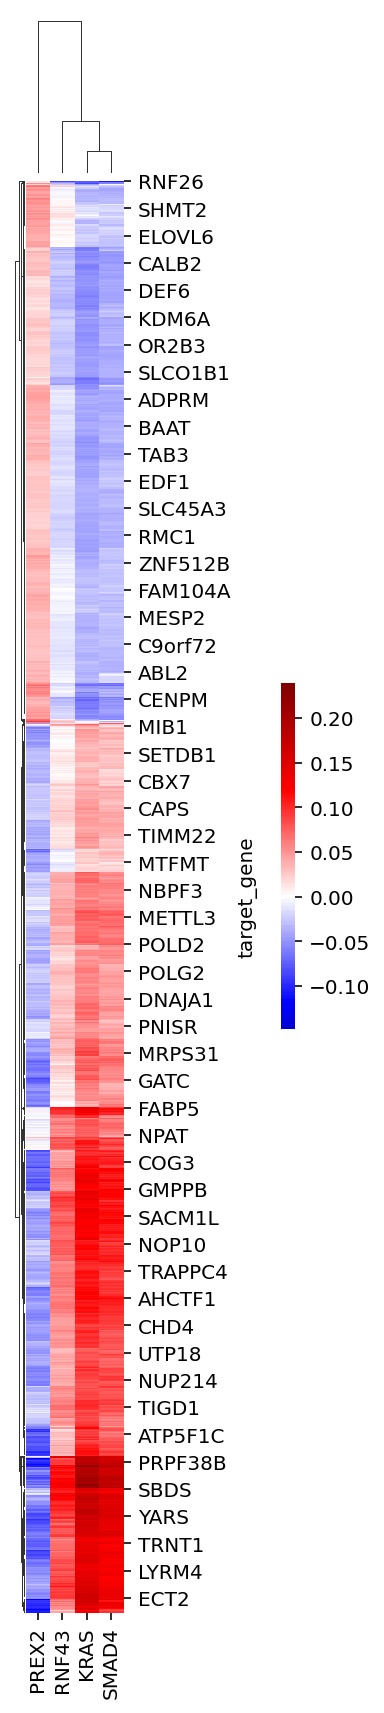 RNF26
SHMT2
ELOVL6
CALB2
DEF6
KDM6A
OR2B3
SLCO1B1
ADPRM
BAAT
TAB3
EDF1
SLC45A3
RMC1
ZNF512B
FAM104A
MESP2
C9orf72
ABL2
CENPM
MIB1
SETDB1
CBX7
CAPS
TIMM22
MTFMT
NBPF3
METTL3
POLD2
POLG2
DNAJA1
PNISR
MRPS31
GATC
FABP5
NPAT
COG3
GMPPB
SACM1L
NOP10
TRAPPC4
AHCTF1
CHD4
UTP18
NUP214
TIGD1
ATP5F1C
PRPF38B
SBDS
YARS
TRNT1
LYRM4
ECT2
target_gene
0.20
0.15
0.10
0.05
0.00
−0.05
−0.10
PREX2
RNF43
KRAS
SMAD4